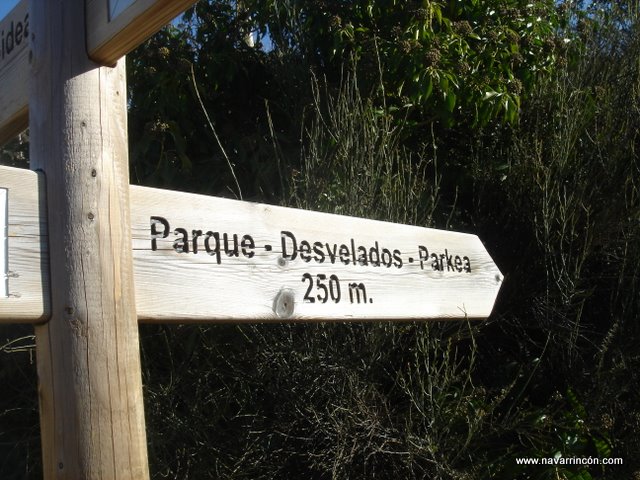 Parque - Desvelados - Parkea
250 m.
www.navarrincón.com